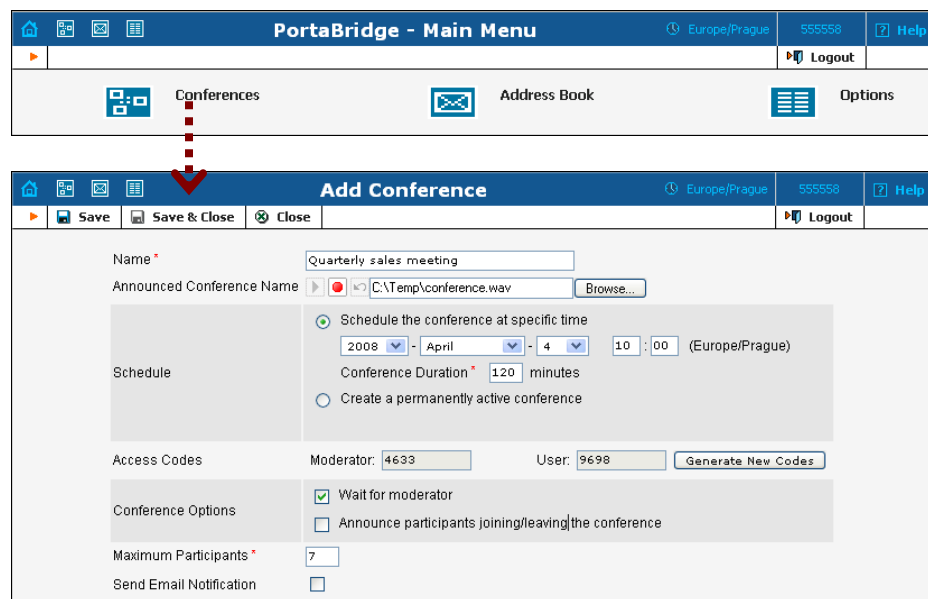 PortaBridge - Main Menu Europe/Prague 555558 ? Help
Logout
Conferences Address Book Options
Add Conference Europe/Prague 555558 ? Help
Save Save & Close Close Logout
Name * Quarterly sales meeting
Announced Conference Name C:\Temp\conference.wav Browse...
Schedule the conference at specific time
2008 - April - 4 10 : 00 (Europe/Prague)
Schedule Conference Duration * 120 minutes
Create a permanently active conference
Access Codes Moderator: 4633 User: 9698 Generate New Codes
Wait for moderator
Conference Options
Announce participants joining/leaving the conference
Maximum Participants * 7
Send Email Notification